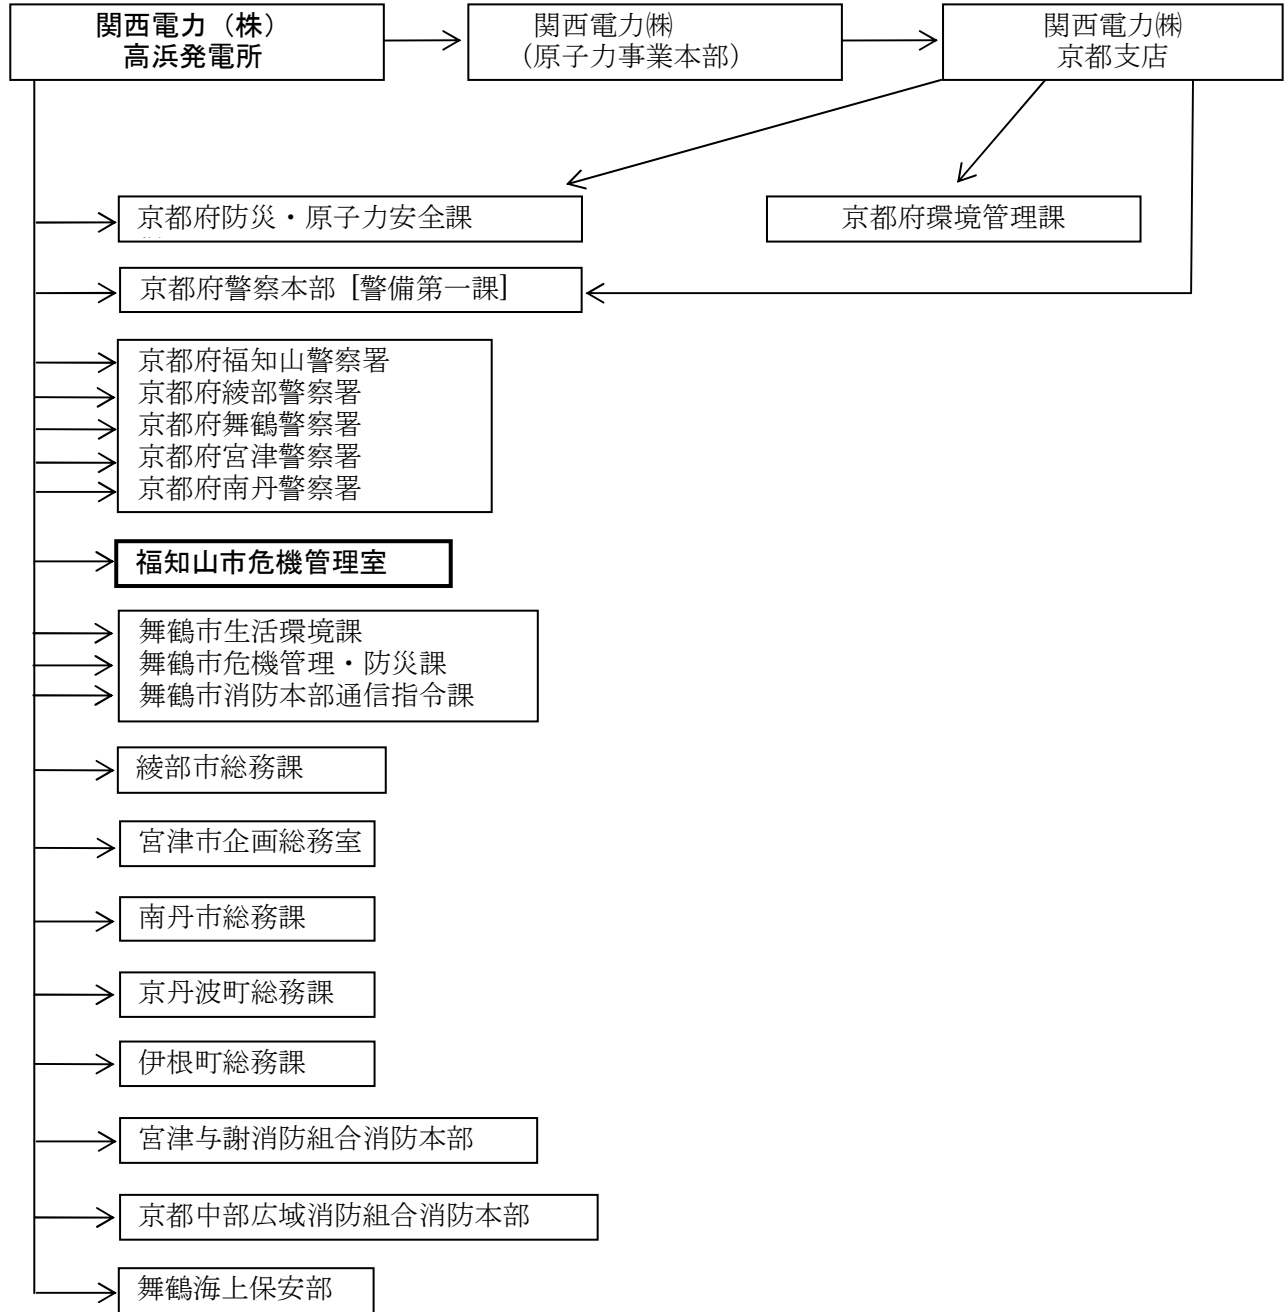 関西電力（株）
高浜発電所
関西電力㈱
（原子力事業本部）
関西電力㈱
京都支店
京都府防災・原子力安全課
京都府環境管理課
京都府警察本部［警備第一課］
京都府福知山警察署
京都府綾部警察署
京都府舞鶴警察署
京都府宮津警察署
京都府南丹警察署
福知山市危機管理室
舞鶴市生活環境課
舞鶴市危機管理・防災課
舞鶴市消防本部通信指令課
綾部市総務課
宮津市企画総務室
南丹市総務課
京丹波町総務課
伊根町総務課
宮津与謝消防組合消防本部
京都中部広域消防組合消防本部
舞鶴海上保安部